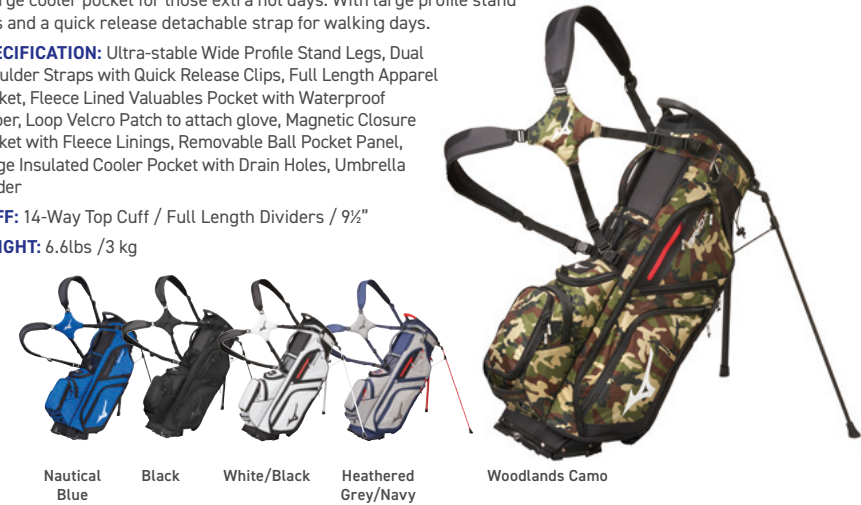 large cooler pocket for those extra hot days. With large profile stand
and a quick release detachable strap for walking days.
ECIFICATION: Ultra-stable Wide Profile Stand Legs, Dual
ulder Straps with Quick Release Clips, Full Length Apparel
ket, Fleece Lined Valuables Pocket with Waterproof
per, Loop Velcro Patch to attach glove, Magnetic Closure
ket with Fleece Linings, Removable Ball Pocket Panel,
ge Insulated Cooler Pocket with Drain Holes, Umbrella
der
FF: 14-Way Top Cuff / Full Length Dividers / 9½”
IGHT: 6.6lbs /3 kg
Nautical
Blue
Black
White/Black
Heathered
Grey/Navy
Woodlands Camo